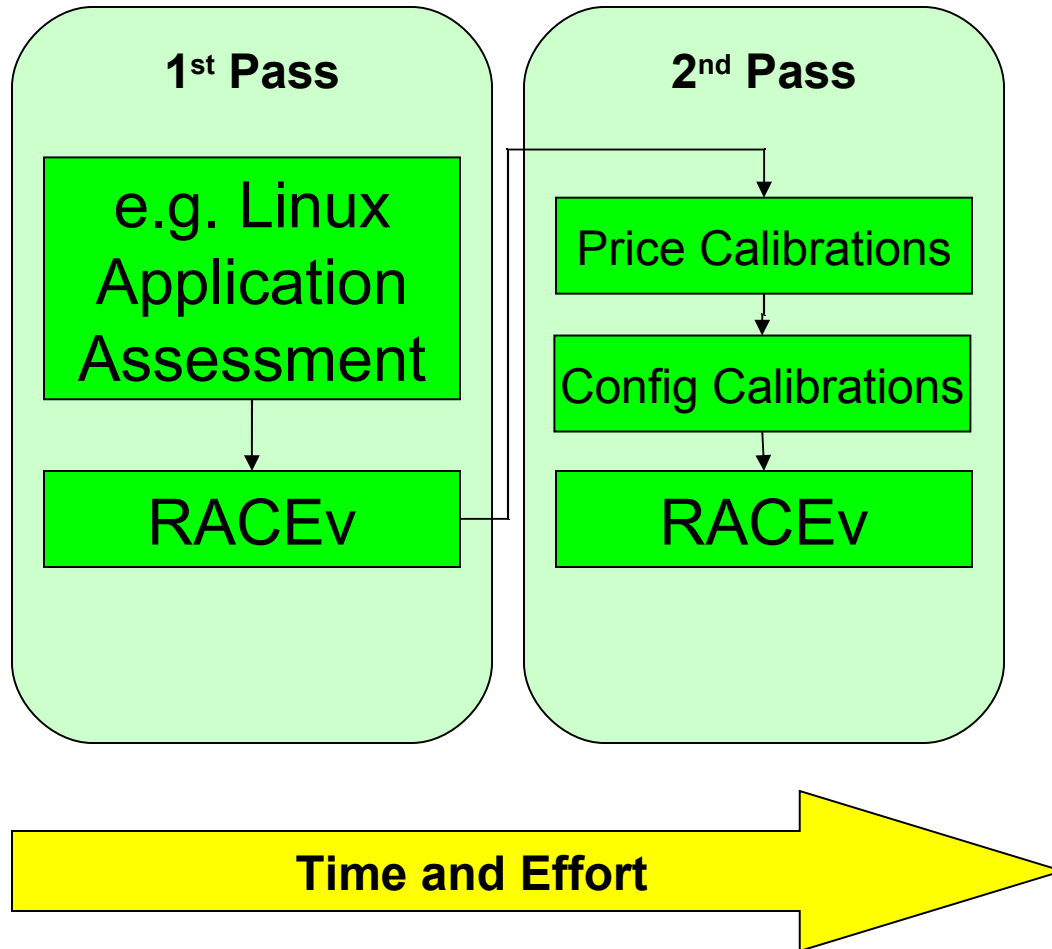 1st Pass
e.g. Linux
Application
Assessment
RACEv
2nd Pass
Price Calibrations
Config Calibrations
RACEv
Time and Effort